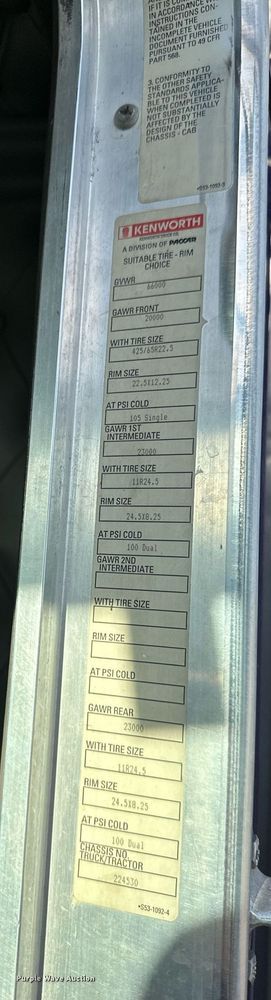 IF IT IS
IN ACCORDANCE W
INSTRUCTIONS CON-
TAINED IN THE
INCOMPLETE VEHICLE
DOCUMENT FURNISHED
PURSUANT TO 49 CFR
PART 568.
3. CONFORMITY TO
THE OTHER SAFETY
STANDARDS APPLICA-
BLE TO THIS VEHICLE
WHEN COMPLETED IS
NOT SUBSTANTIALLY
AFFECTED BY THE
DESIGN OF THE
CHASSIS - CAB
*S53-1092-3
KENWORTH
A DIVISION OF PACCAR
SUITABLE TIRE - RIM
CHOICE
GVWR
66000
GAWR FRONT
20000
WITH TIRE SIZE
425/65R22.5
RIM SIZE
22.5X12.25
AT PSI COLD
105 Single
GAWR 1ST
INTERMEDIATE
23000
WITH TIRE SIZE
11R24.5
RIM SIZE
24.5X8.25
AT PSI COLD
100 Dual
GAWR 2ND
INTERMEDIATE
WITH TIRE SIZE
RIM SIZE
AT PSI COLD
GAWR REAR
23000
WITH TIRE SIZE
11R24.5
RIM SIZE
24.5X8.25
AT PSI COLD
100 Dual
CHASSIS NO.
TRUCK/TRACTOR
224530
*S53-1092-4
Purple Wave Auction